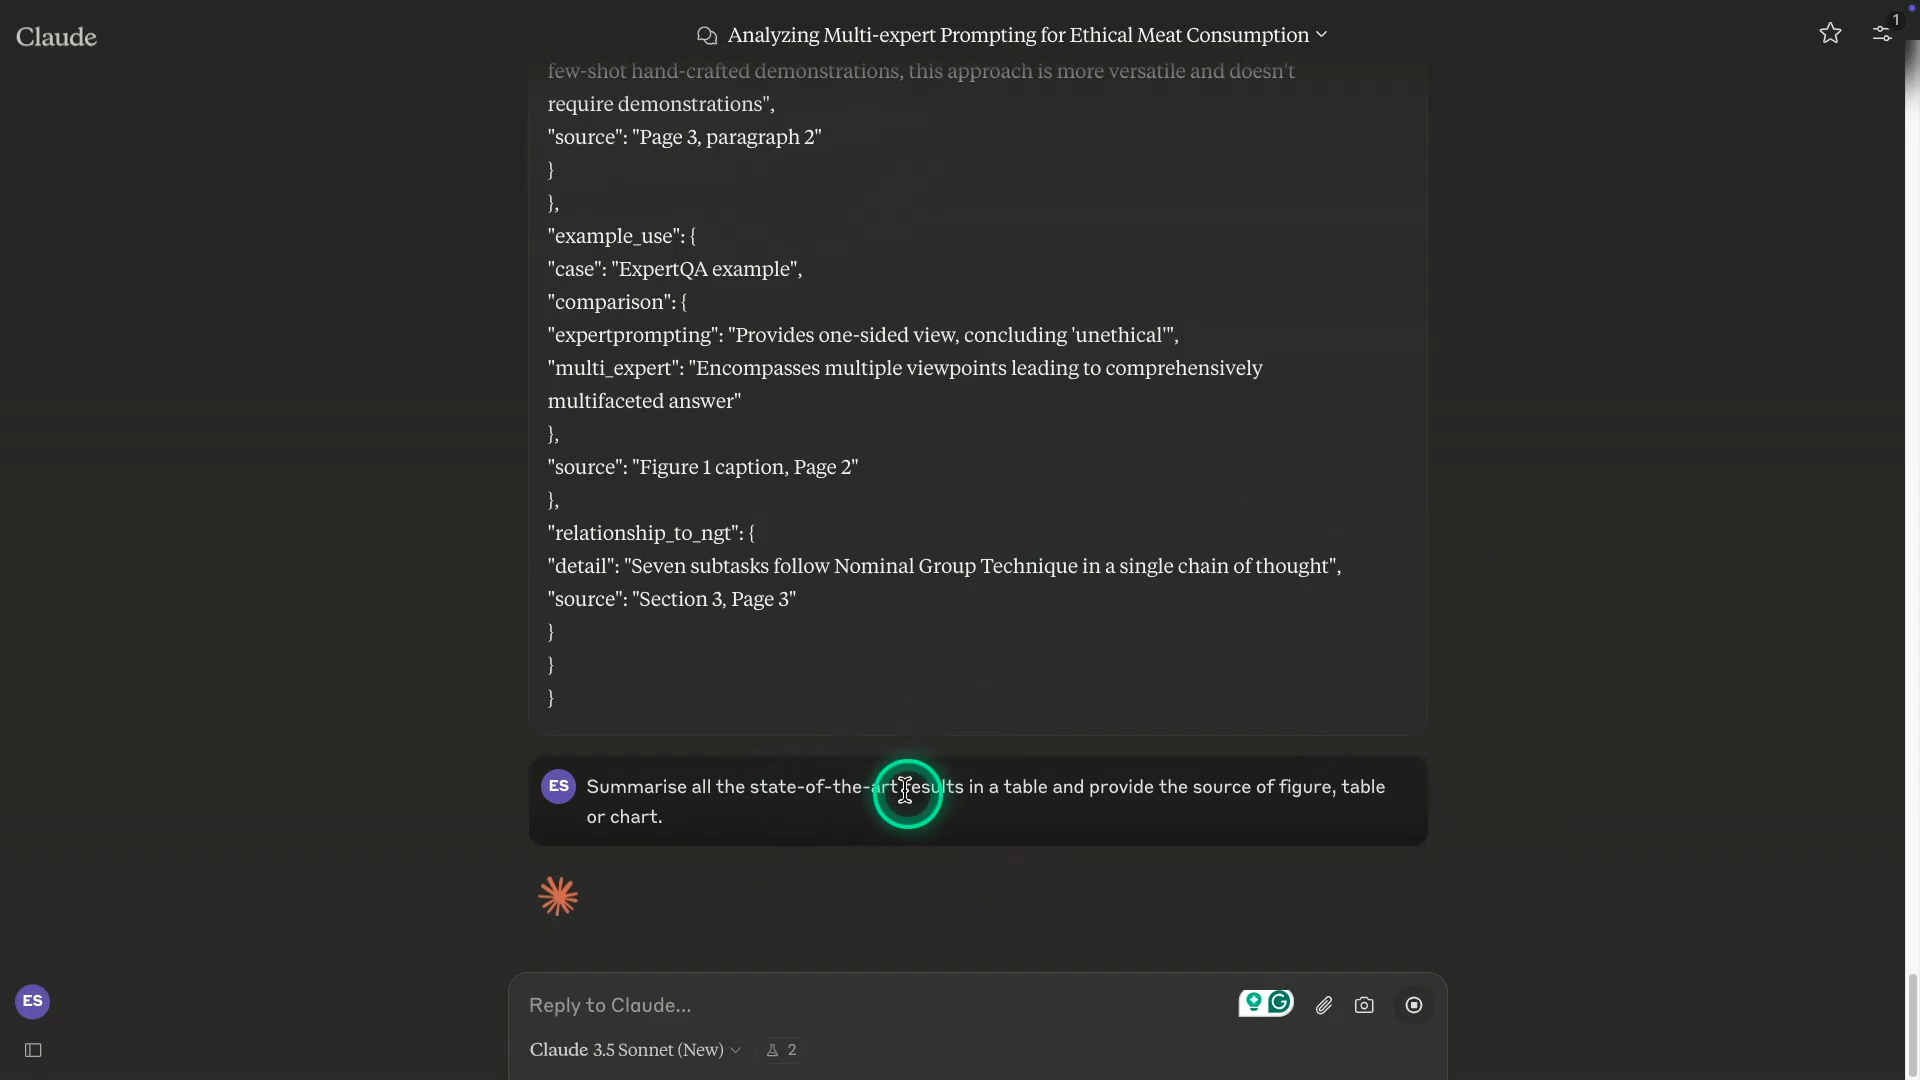 Claude
Analyzing Multi-expert Prompting for Ethical Meat Consumption
1
few-shot hand-crafted demonstrations, this approach is more versatile and doesn't
require demonstrations",
"source": "Page 3, paragraph 2"
}
},
"example_use": {
"case": "ExpertQA example",
"comparison": {
"expertprompting": "Provides one-sided view, concluding 'unethical'",
"multi_expert": "Encompasses multiple viewpoints leading to comprehensively
multifaceted answer"
},
"source": "Figure 1 caption, Page 2"
},
"relationship_to_ngt": {
"detail": "Seven subtasks follow Nominal Group Technique in a single chain of thought",
"source": "Section 3, Page 3"
}
}
}
ES
Summarise all the state-of-the-art results in a table and provide the source of figure, table
or chart.
ES
Reply to Claude...
Claude 3.5 Sonnet (New)
2